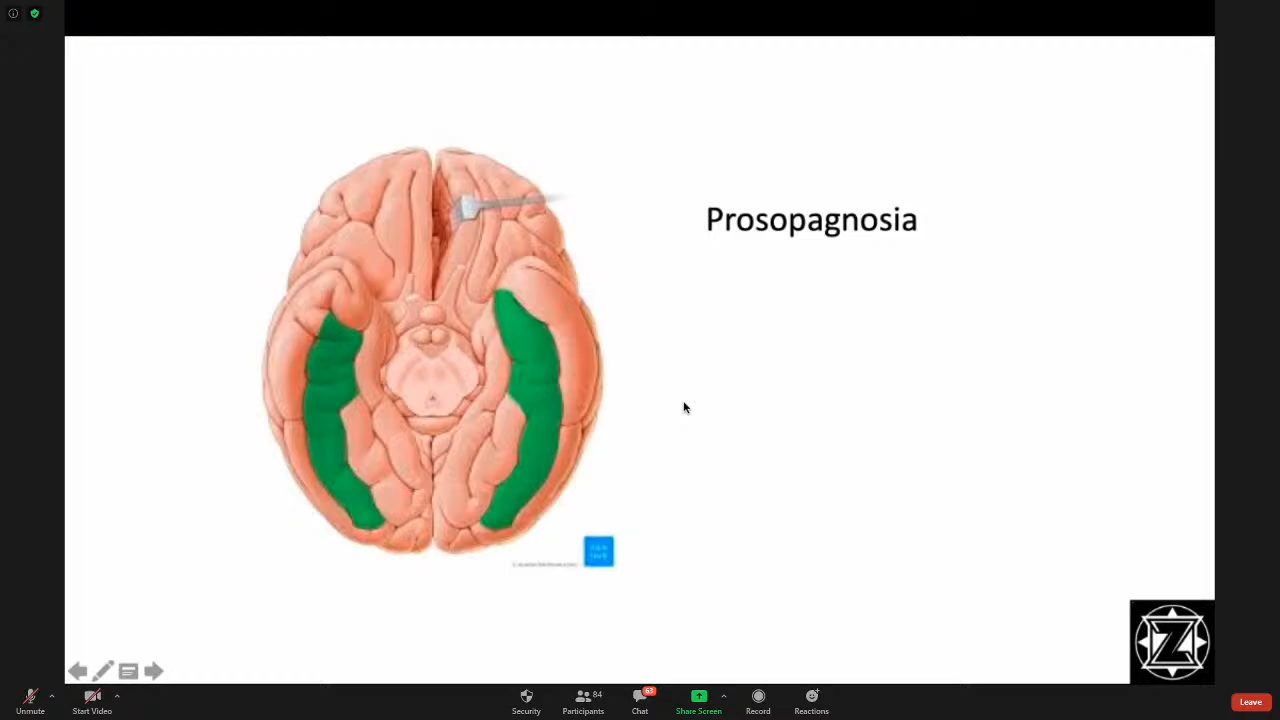 Prosopagnosia
Unmute
Start Video
Security
84
Participants
63
Chat
Share Screen
Record
Reactions
Leave